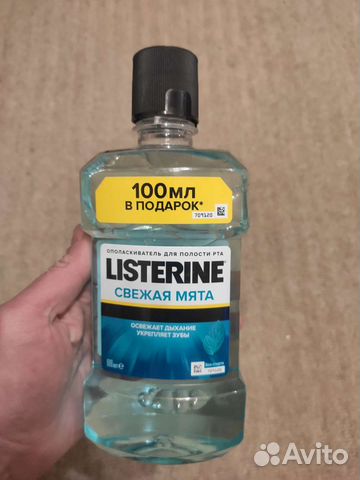 100МЛ
В ПОДАРОК*
ОПОЛАСКИВАТЕЛЬ ДЛЯ ПОЛОСТИ РТА
LISTERINE®
СВЕЖАЯ МЯТА
ОСВЕЖАЕТ ДЫХАНИЕ
УКРЕПЛЯЕТ ЗУБЫ
Avito